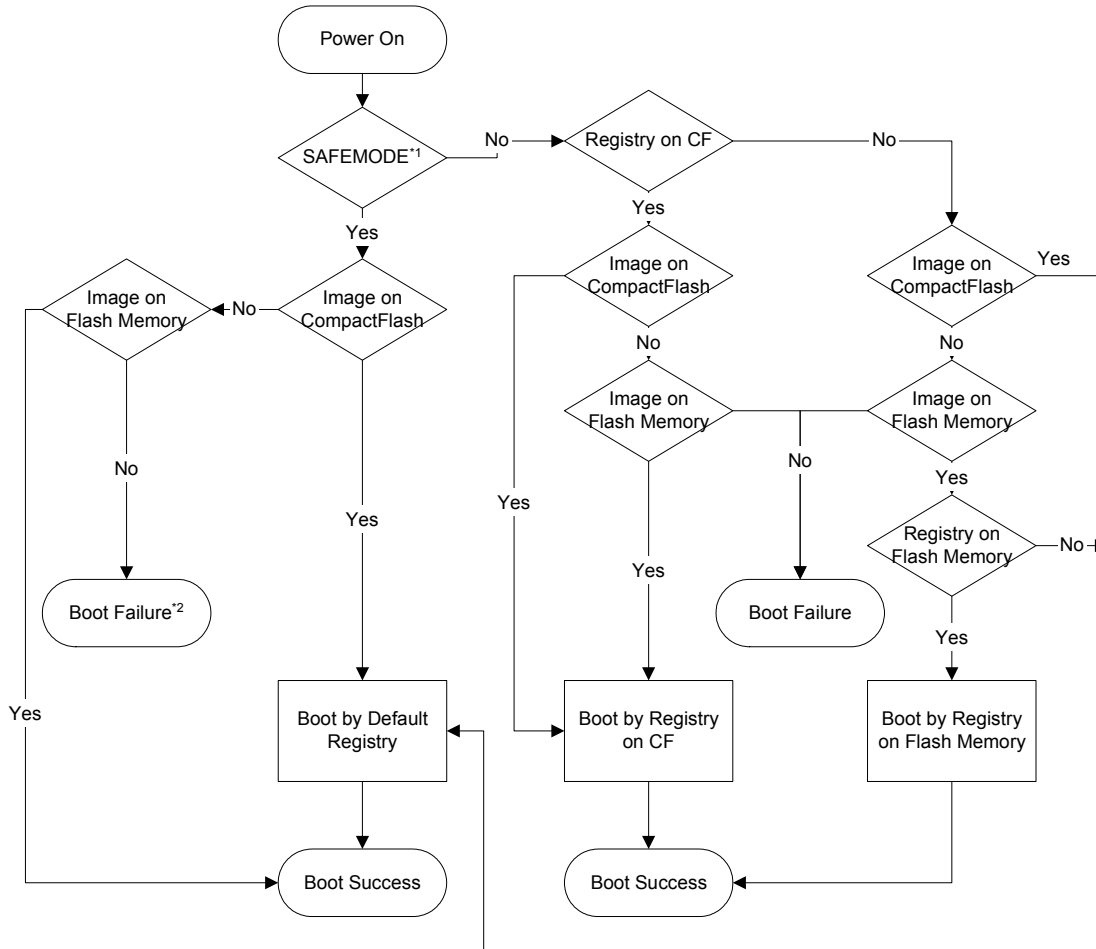 Power On
SAFEMODE*1
No
Registry on CF
No
Yes
Yes
Image on
CompactFlash
Image on
CompactFlash
Yes
Image on
Flash Memory
No
Image on
CompactFlash
No
No
Image on
Flash Memory
Image on
Flash Memory
No
Yes
No
Yes
Yes
Registry on
Flash Memory
No
Yes
Boot Failure*2
Boot Failure
Yes
Yes
Boot by Default
Registry
Boot by Registry
on CF
Boot by Registry
on Flash Memory
Boot Success
Boot Success